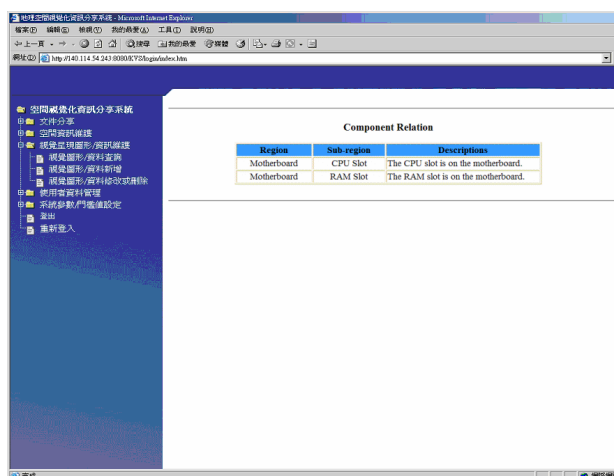 地理空間視覺化資訊分享系統 - Microsoft Internet Explorer
檔案(F) 編輯(E) 檢視(V) 我的最愛(A) 工具(T) 說明(H)
上一頁 搜尋 我的最愛 媒體
網址(D) http://140.114.54.243:8080/KVS/login/index.htm
空間視覺化資訊分享系統
文件分享
空間資訊維護
視覺呈現圖形/資訊維護
視覺圖形/資料查詢
視覺圖形/資料新增
視覺圖形/資料修改或刪除
使用者資料管理
系統參數/門檻值設定
登出
重新登入
Component Relation
Region Sub-region Descriptions
Motherboard CPU Slot The CPU slot is on the motherboard.
Motherboard RAM Slot The RAM slot is on the motherboard.
完成